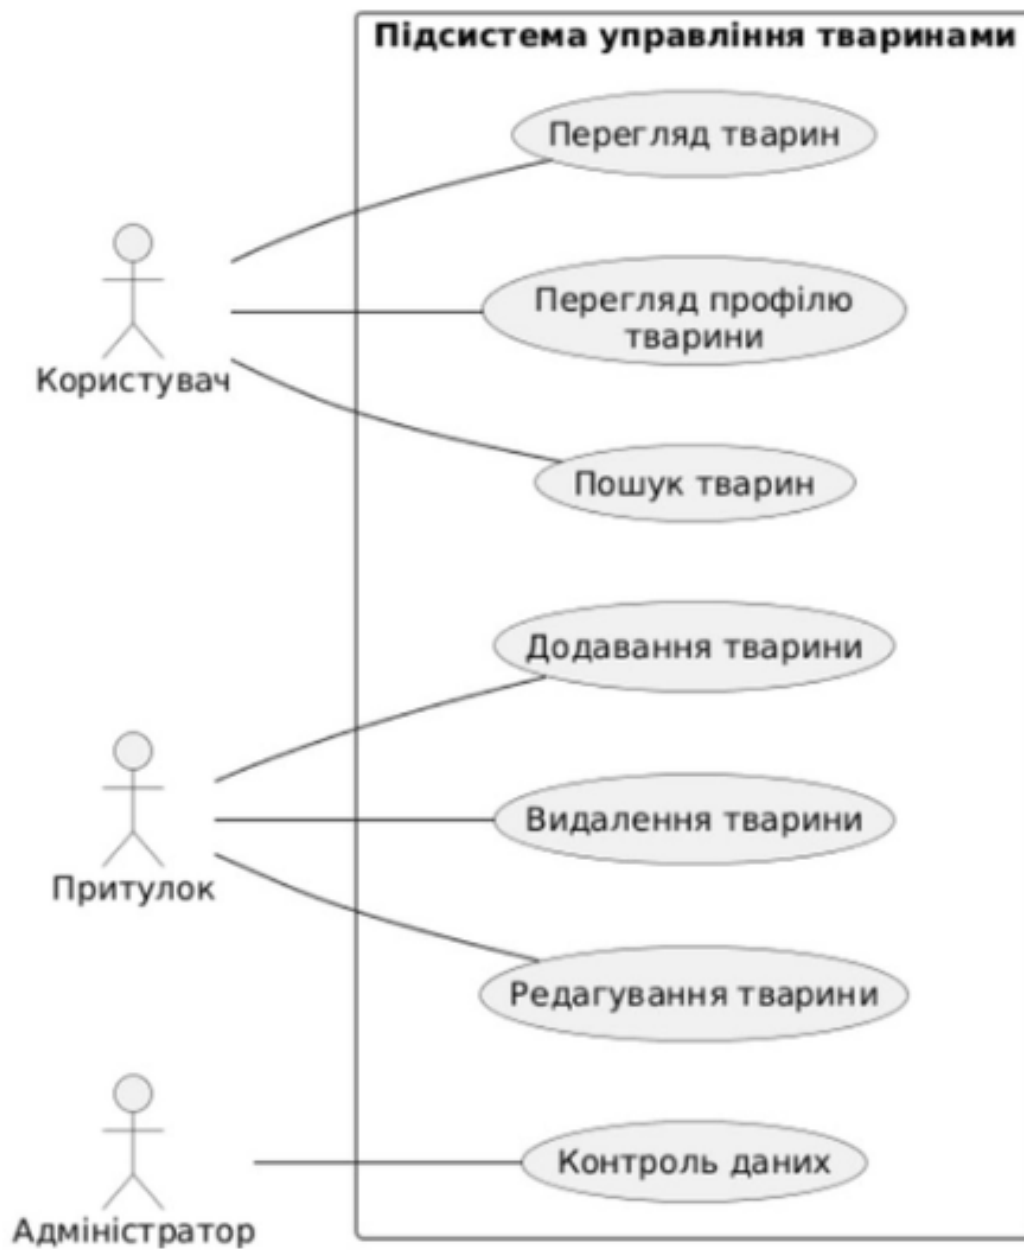 Підсистема управління тваринами
Перегляд тварин
Перегляд профілю
тварини
Користувач
Пошук тварин
Додавання тварини
Видалення тварини
Притулок
Редагування тварини
Контроль даних
Адміністратор